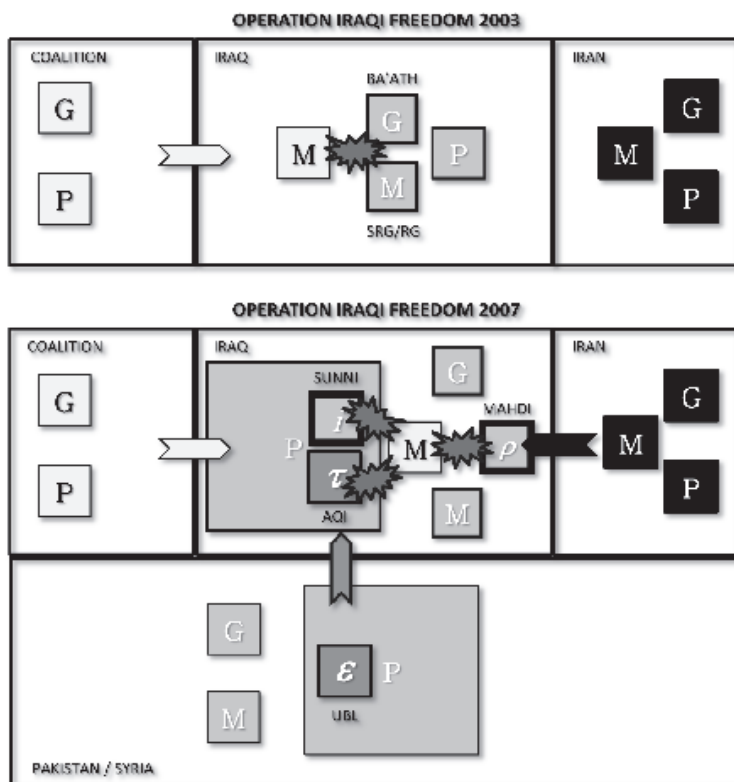 OPERATION IRAQI FREEDOM 2003
COALITION
IRAQ
IRAN
BA'ATH
G
G
G
M
P
M
P
M
P
SRG/RG
OPERATION IRAQI FREEDOM 2007
COALITION
IRAQ
IRAN
SUNNI
G
G
MAHDI
G
i
P
M
ρ
M
P
τ
M
P
AQI
G
ε
P
M
UBL
PAKISTAN / SYRIA